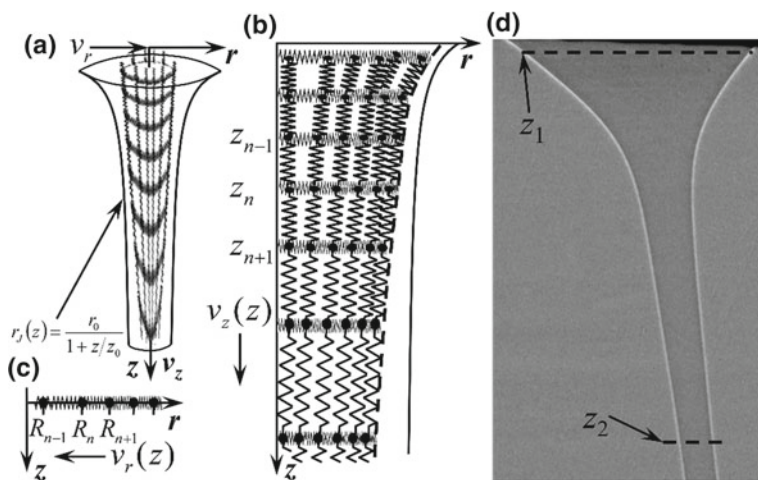 (a)
v_r
r
r_J(z) = r_0 / (1 + z/z_0)
z
v_z
(b)
r
z_{n-1}
z_n
z_{n+1}
v_z(z)
z
(c)
r
R_{n-1} R_n R_{n+1}
v_r(z)
z
(d)
z_1
z_2